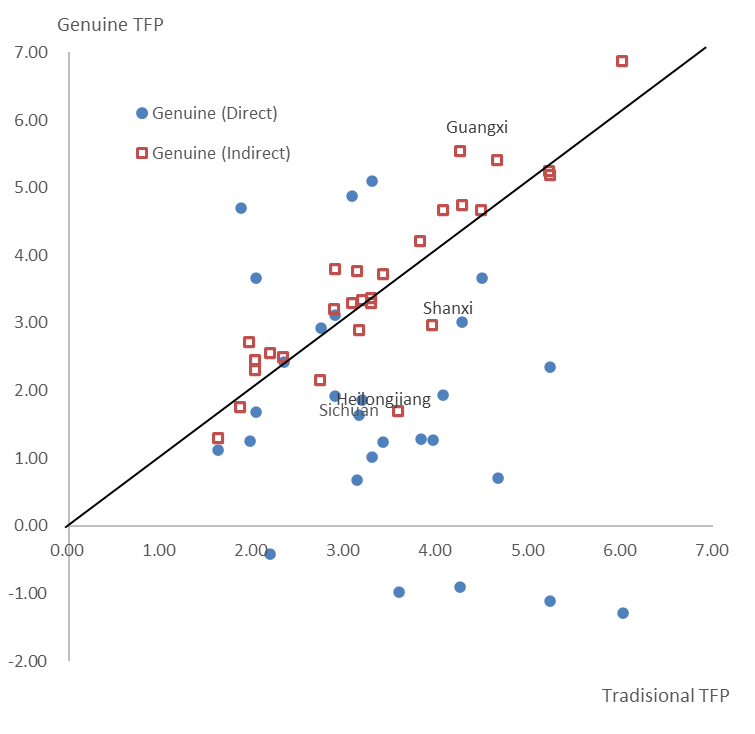 Genuine TFP
7.00
6.00
5.00
4.00
3.00
2.00
1.00
0.00
-1.00
-2.00
Genuine (Direct)
Genuine (Indirect)
Guangxi
Shanxi
Heilongjiang
Sichuan
0.00 1.00 2.00 3.00 4.00 5.00 6.00 7.00
Tradisional TFP